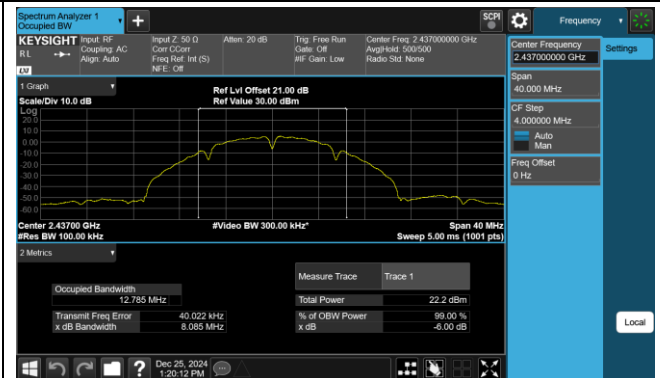 Spectrum Analyzer 1
Occupied BW
+
SCPI
Frequency
KEYSIGHT
R L
LXI
Input: RF
Coupling: AC
Align: Auto
Input Z: 50 Ω
Corr CCorr
Freq Ref: Int (S)
NFE: Off
Atten: 20 dB
Trig: Free Run
Gate: Off
#IF Gain: Low
Center Freq: 2.437000000 GHz
Avg|Hold: 500/500
Radio Std: None
Center Frequency
2.437000000 GHz
Settings
Span
40.000 MHz
CF Step
4.000000 MHz
Auto
Man
Freq Offset
0 Hz
Local
1 Graph
Scale/Div 10.0 dB
Ref Lvl Offset 21.00 dB
Ref Value 30.00 dBm
Log
20.0
10.0
0.00
-10.0
-20.0
-30.0
-40.0
-50.0
-60.0
Center 2.43700 GHz
#Res BW 100.00 kHz
#Video BW 300.00 kHz*
Span 40 MHz
Sweep 5.00 ms (1001 pts)
2 Metrics
Measure Trace Trace 1
Occupied Bandwidth
12.785 MHz
Total Power 22.2 dBm
Transmit Freq Error 40.022 kHz
% of OBW Power 99.00 %
x dB Bandwidth 8.085 MHz
x dB -6.00 dB
?
Dec 25, 2024
1:20:12 PM